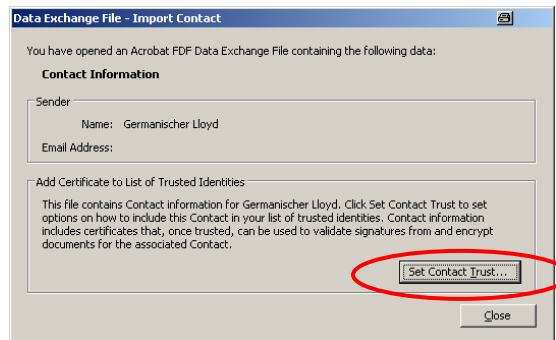 Data Exchange File - Import Contact
You have opened an Acrobat FDF Data Exchange File containing the following data:
Contact Information
Sender
Name: Germanischer Lloyd
Email Address:
Add Certificate to List of Trusted Identities
This file contains Contact information for Germanischer Lloyd. Click Set Contact Trust to set
options on how to include this Contact in your list of trusted identities. Contact information
includes certificates that, once trusted, can be used to validate signatures from and encrypt
documents for the associated Contact.
Set Contact Trust...
Close